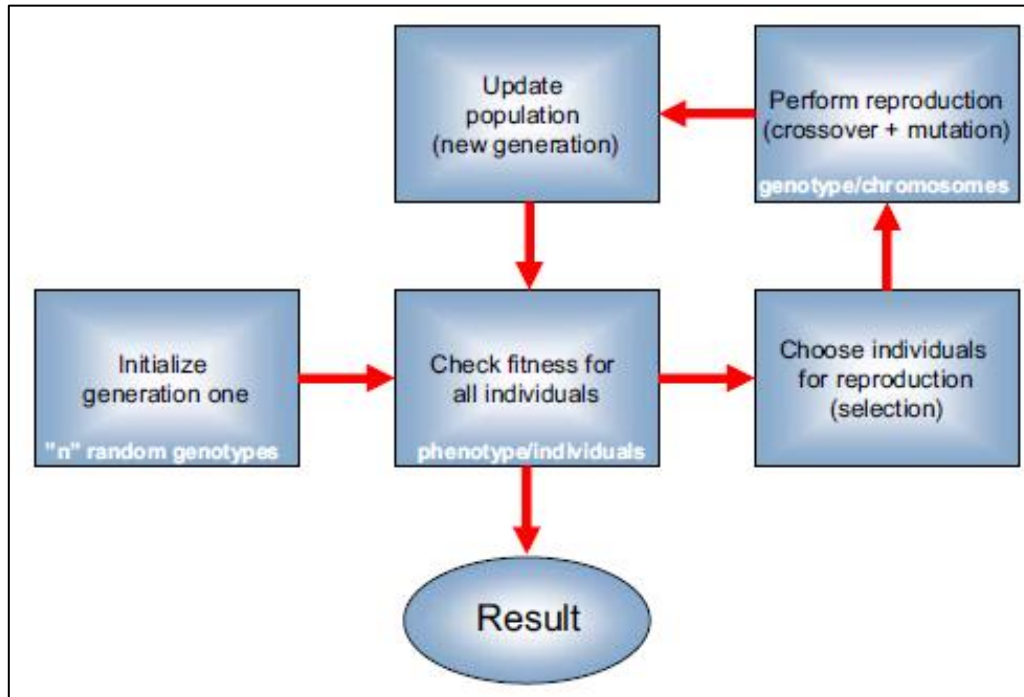 Update
population
(new generation)
Perform reproduction
(crossover + mutation)
genotype/chromosomes
Initialize
generation one
"n" random genotypes
Check fitness for
all individuals
phenotype/individuals
Choose individuals
for reproduction
(selection)
Result